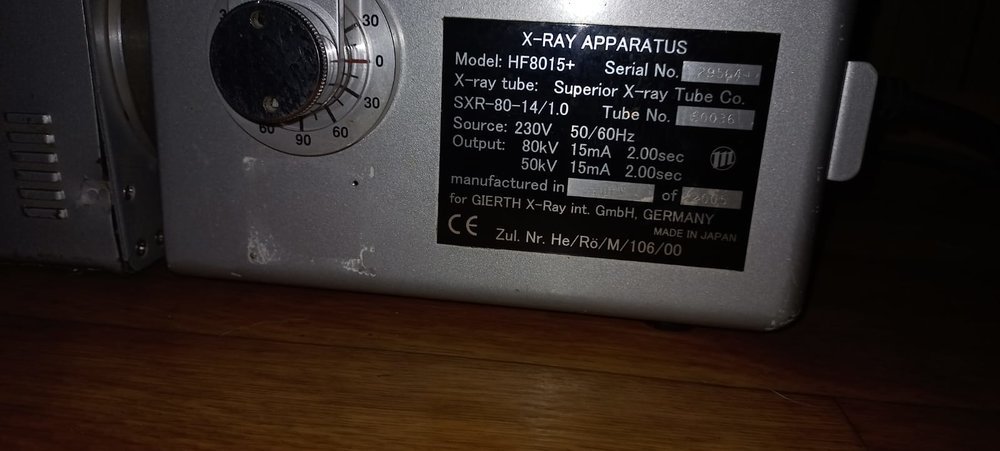 30
0
30
60
90
60
X-RAY APPARATUS
Model: HF8015+ Serial No.
X-ray tube: Superior X-ray Tube Co.
SXR-80-14/1.0 Tube No.
Source: 230V 50/60Hz
Output: 80kV 15mA 2.00sec
50kV 15mA 2.00sec
manufactured in of
for GIERTH X-Ray int. GmbH, GERMANY
MADE IN JAPAN
CE Zul. Nr. He/Rö/M/106/00